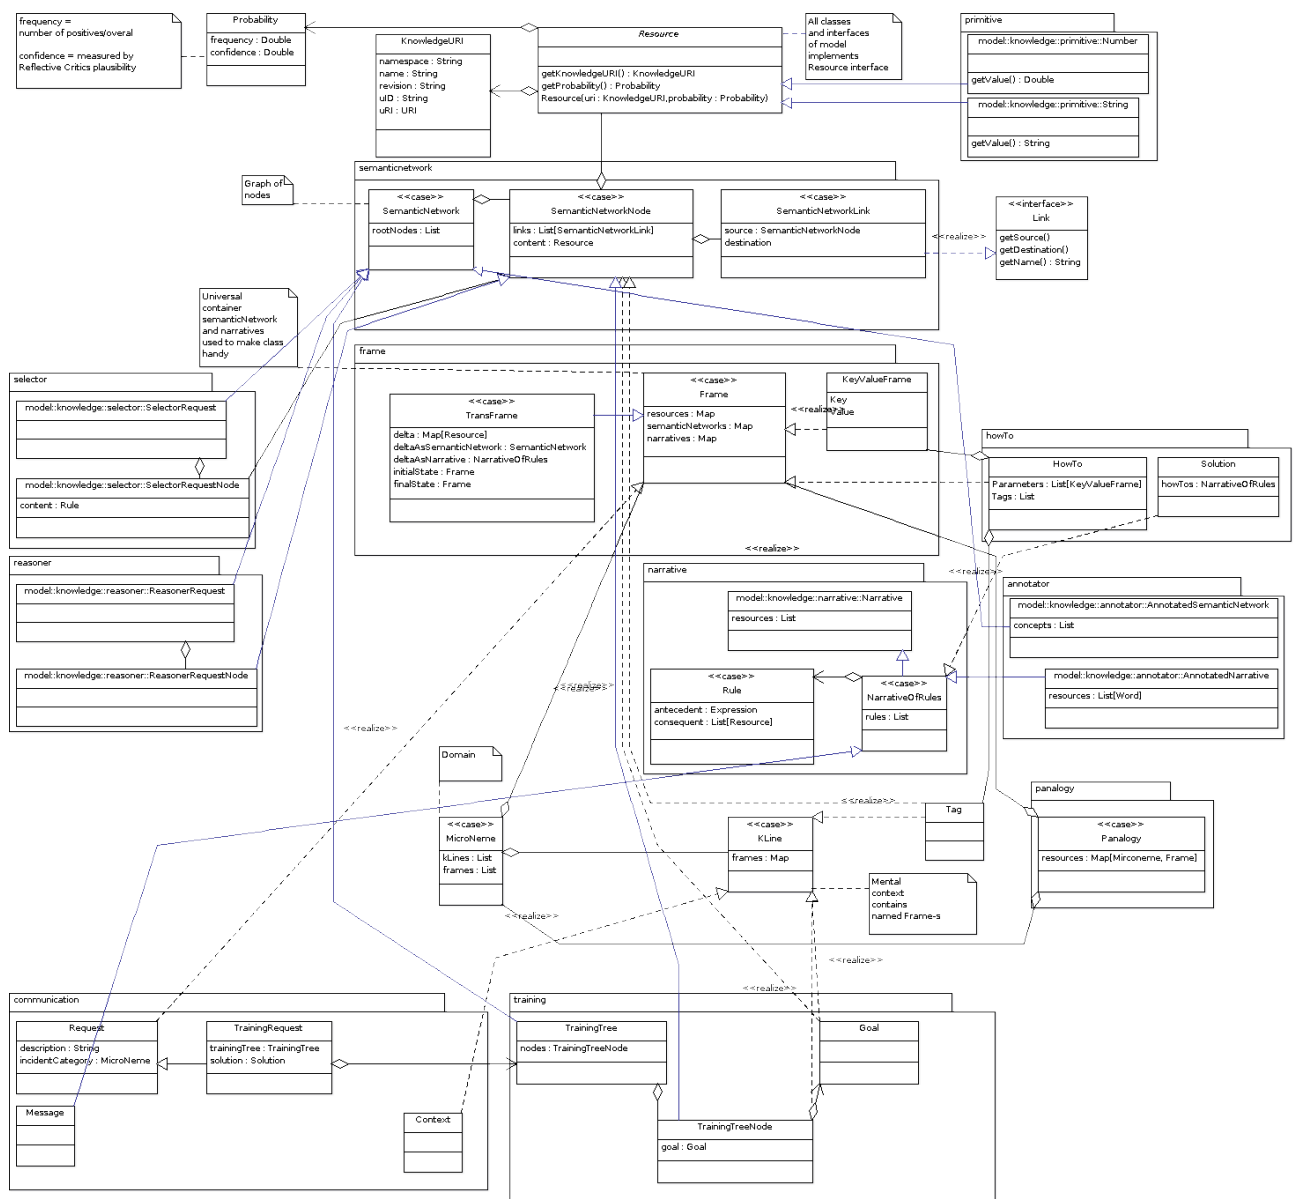 frequency =
number of positives/overal
confidence = measured by
Reflective Critics plausibility
Probability
frequency : Double
confidence : Double
KnowledgeURI
namespace : String
name : String
revision : String
uID : String
uRI : URI
Resource
getKnowledgeURI() : KnowledgeURI
getProbability() : Probability
Resource(uri : KnowledgeURI,probability : Probability)
All classes
and interfaces
of model
implements
Resource interface
primitive
model::knowledge::primitive::Number
getValue() : Double
model::knowledge::primitive::String
getValue() : String
semanticnetwork
Graph of
nodes
<<case>>
SemanticNetwork
rootNodes : List
<<case>>
SemanticNetworkNode
links : List[SemanticNetworkLink]
content : Resource
<<case>>
SemanticNetworkLink
source : SemanticNetworkNode
destination
<<realize>>
<<interface>>
Link
getSource()
getDestination()
getName() : String
Universal
container
semanticNetwork
and narratives
used to make class
handy
frame
<<case>>
TransFrame
delta : Map[Resource]
deltaAsSemanticNetwork : SemanticNetwork
deltaAsNarrative : NarrativeOfRules
initialState : Frame
finalState : Frame
<<case>>
Frame
resources : Map
semanticNetworks : Map
narratives : Map
<<realize>>
KeyValueFrame
Key
Value
selector
model::knowledge::selector::SelectorRequest
model::knowledge::selector::SelectorRequestNode
content : Rule
howTo
HowTo
Parameters : List[KeyValueFrame]
Tags : List
Solution
howTos : NarrativeOfRules
<<realize>>
<<realize>>
reasoner
model::knowledge::reasoner::ReasonerRequest
model::knowledge::reasoner::ReasonerRequestNode
narrative
model::knowledge::narrative::Narrative
resources : List
<<case>>
Rule
antecedent : Expression
consequent : List[Resource]
<<case>>
NarrativeOfRules
rules : List
annotator
model::knowledge::annotator::AnnotatedSemanticNetwork
concepts : List
model::knowledge::annotator::AnnotatedNarrative
resources : List[Word]
<<realize>>
<<realize>>
<<realize>>
Domain
<<case>>
MicroNeme
kLines : List
frames : List
<<case>>
KLine
frames : Map
<<realize>>
Tag
panalogy
<<case>>
Panalogy
resources : Map[Mirconeme, Frame]
Mental
context
contains
named Frame-s
<<realize>>
<<realize>>
<<realize>>
communication
Request
description : String
incidentCategory : MicroNeme
TrainingRequest
trainingTree : TrainingTree
solution : Solution
Message
Context
training
TrainingTree
nodes : TrainingTreeNode
Goal
TrainingTreeNode
goal : Goal